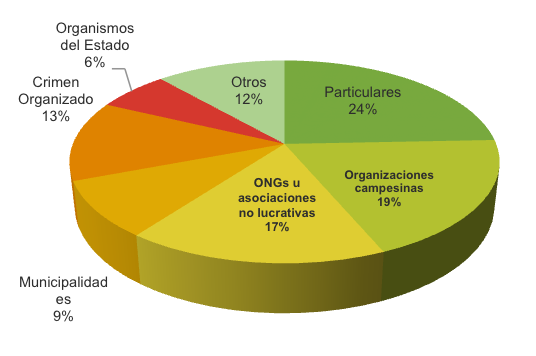 Organismos
del Estado
6%
Crimen
Organizado
13%
Otros
12%
Particulares
24%
Organizaciones
campesinas
19%
ONGs u
asociaciones
no lucrativas
17%
Municipalidad
es
9%